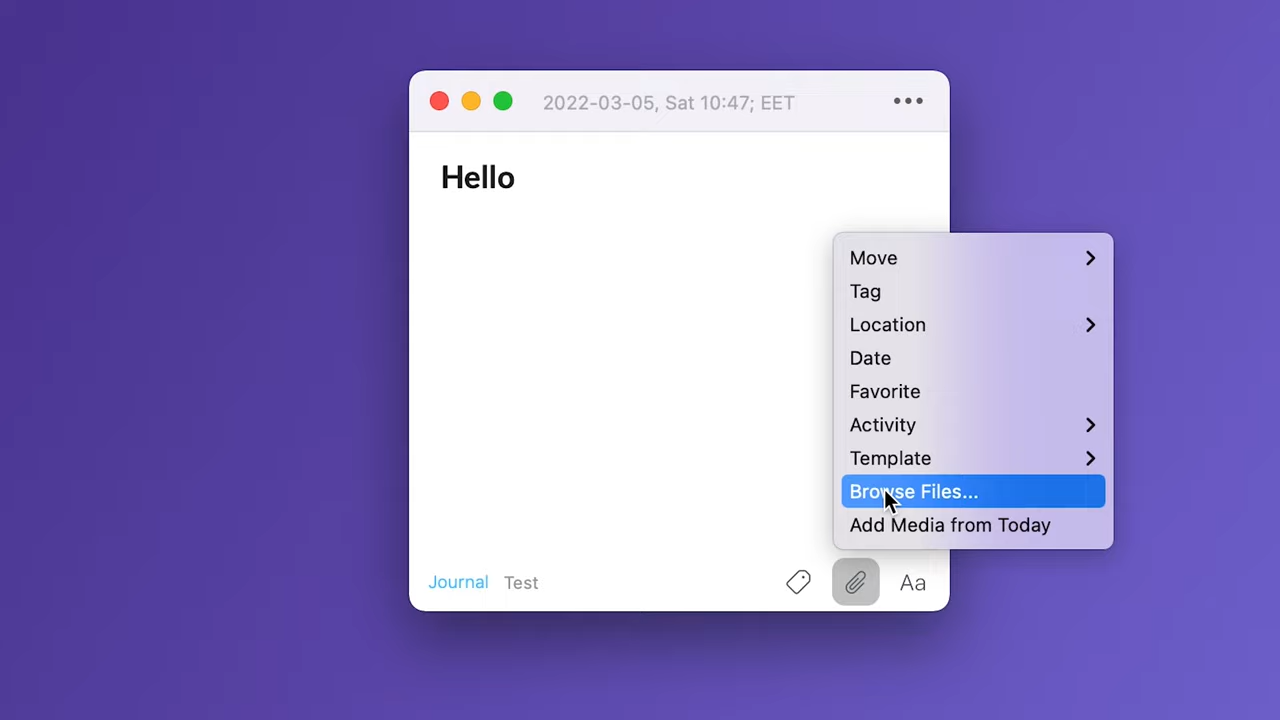 2022-03-05, Sat 10:47; EET
Hello
Move
Tag
Location
Date
Favorite
Activity
Template
Browse Files...
Add Media from Today
Journal Test
Aa